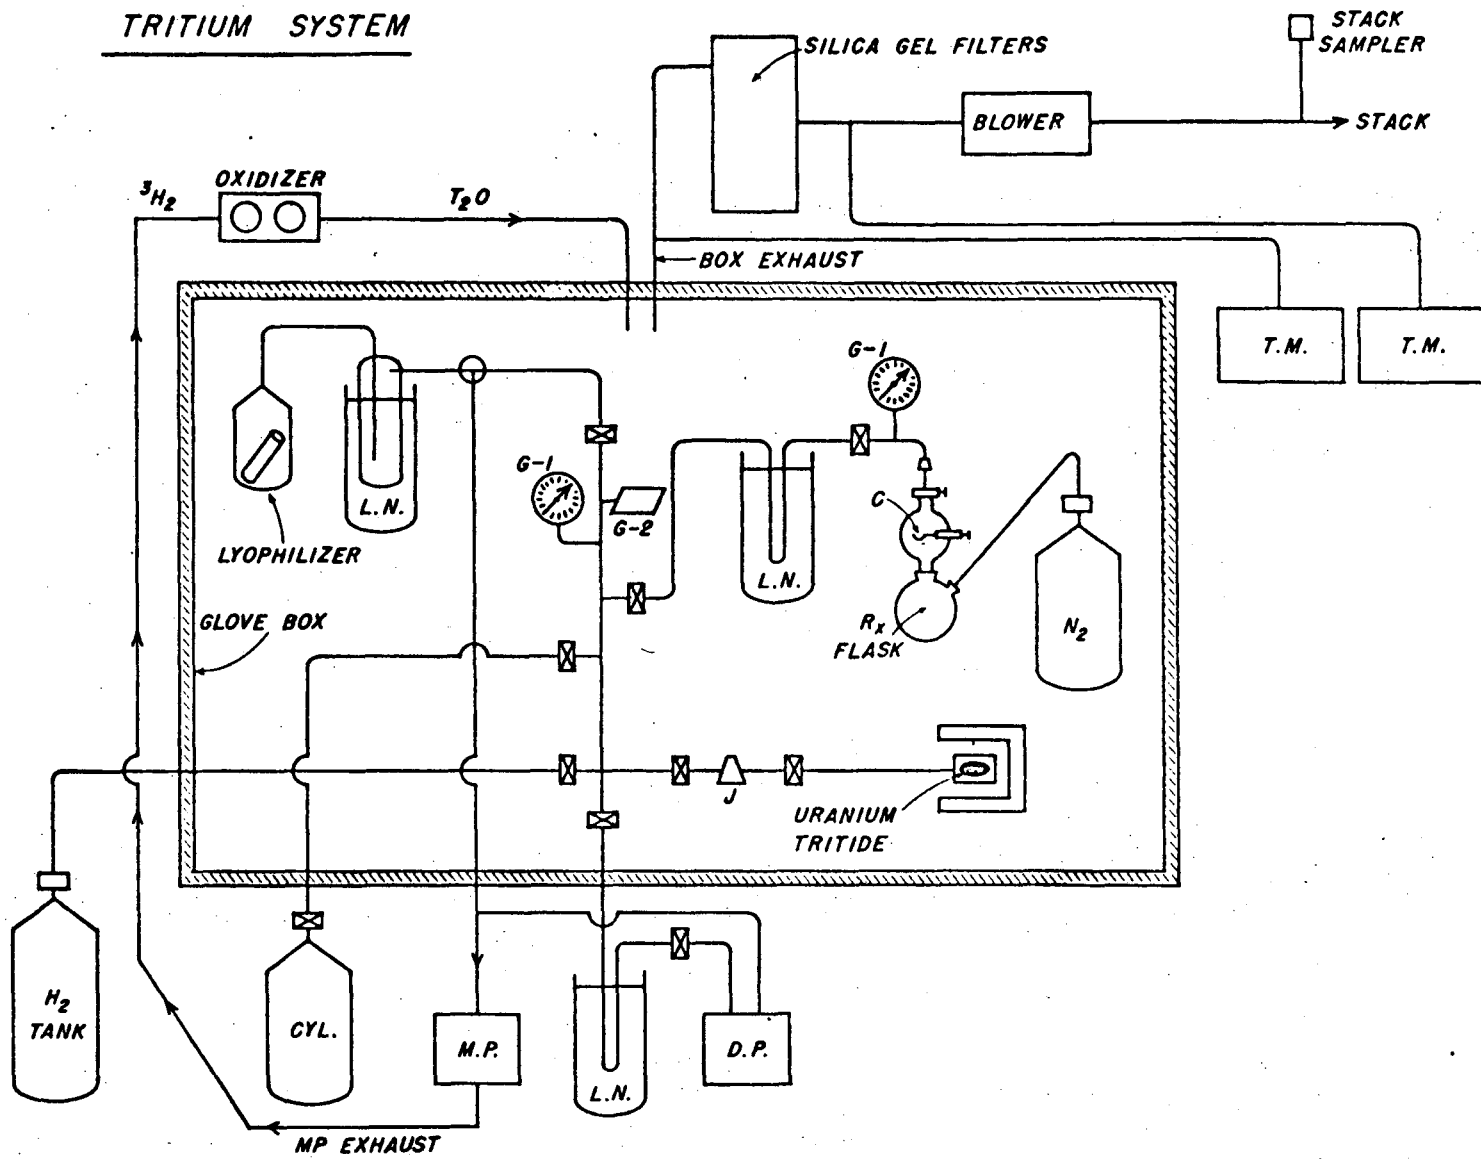 TRITIUM SYSTEM
STACK
SAMPLER
SILICA GEL FILTERS
BLOWER
STACK
³H₂
OXIDIZER
T₂O
BOX EXHAUST
T.M.
T.M.
G-1
G-1
G-2
C
L.N.
LYOPHILIZER
L.N.
GLOVE BOX
Rx
FLASK
N₂
J
URANIUM
TRITIDE
H₂
TANK
CYL.
M.P.
L.N.
D.P.
MP EXHAUST